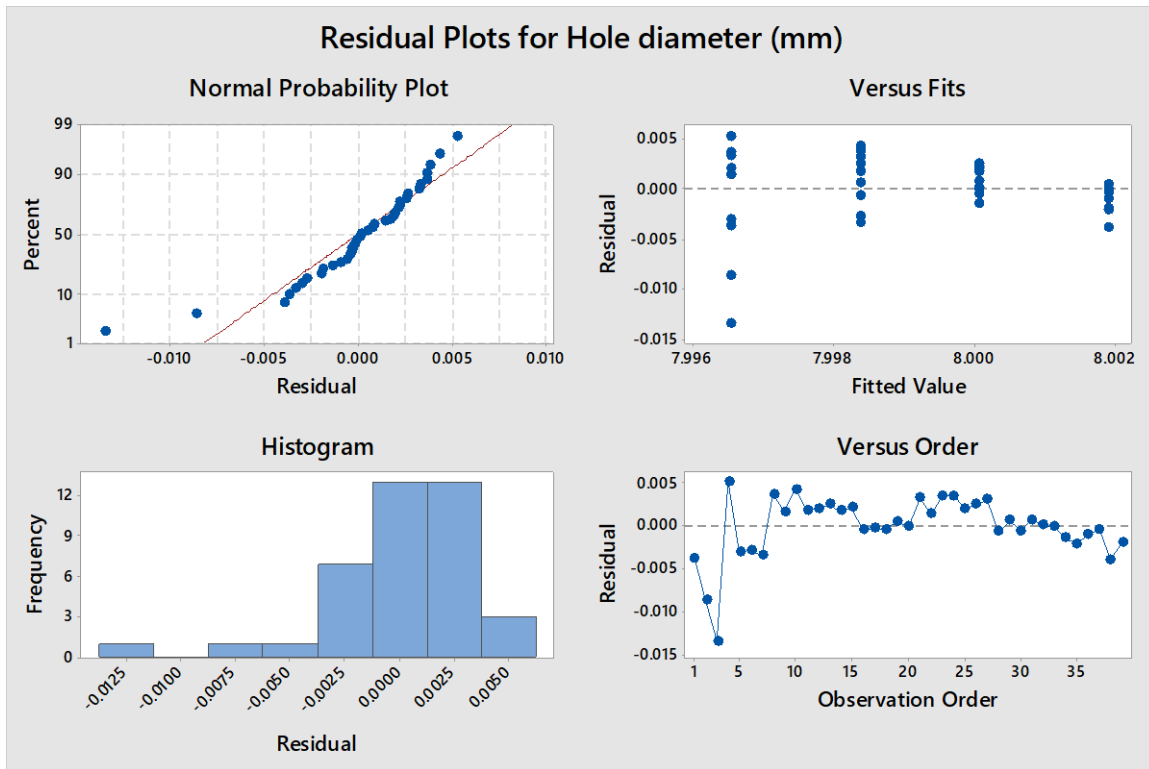 Residual Plots for Hole diameter (mm)
Normal Probability Plot
99
90
50
10
1
Percent
-0.010 -0.005 0.000 0.005 0.010
Residual
Versus Fits
0.005
0.000
-0.005
-0.010
-0.015
Residual
7.996 7.998 8.000 8.002
Fitted Value
Histogram
12
9
6
3
0
Frequency
-0.0125 -0.0100 -0.0075 -0.0050 -0.0025 0.0000 0.0025 0.0050
Residual
Versus Order
0.005
0.000
-0.005
-0.010
-0.015
Residual
1 5 10 15 20 25 30 35
Observation Order